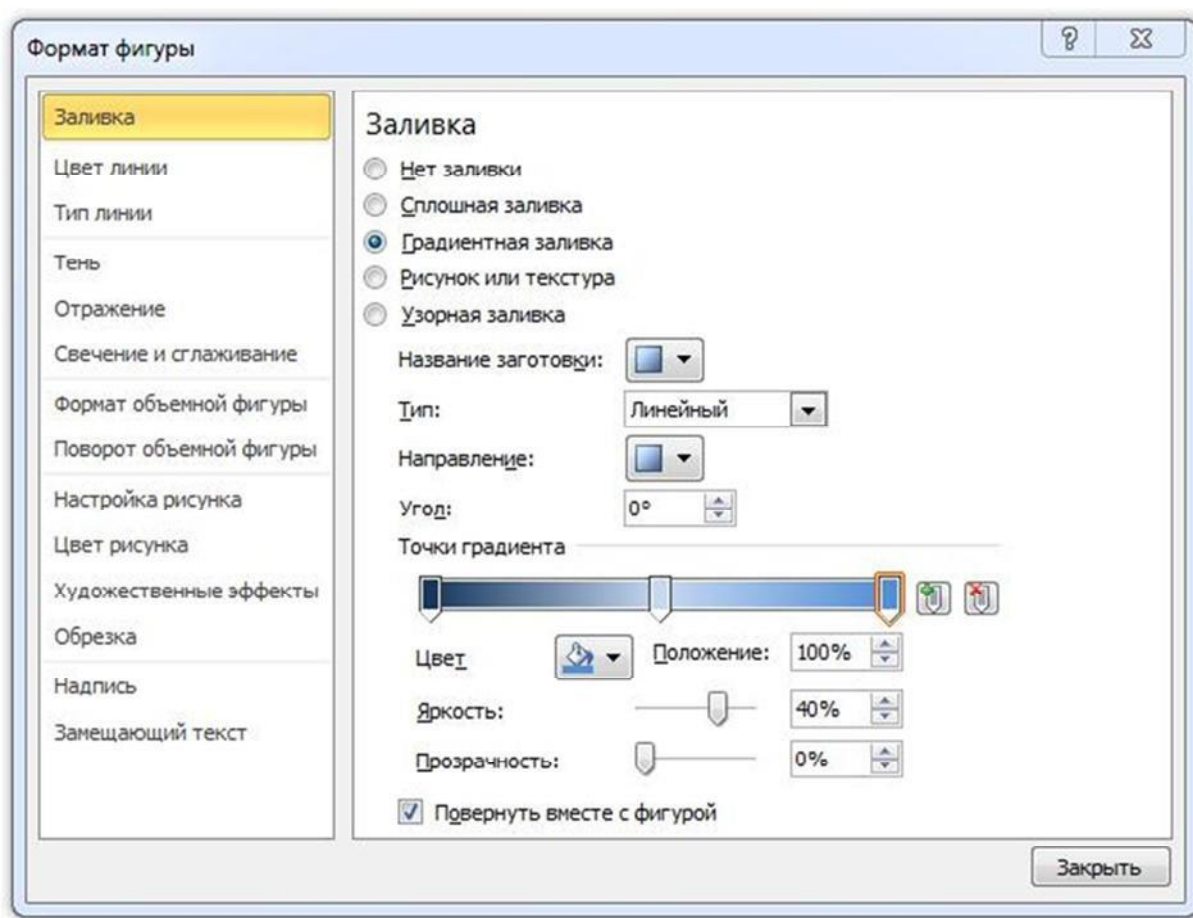 Формат фигуры
Заливка
Цвет линии
Тип линии
Тень
Отражение
Свечение и сглаживание
Формат объемной фигуры
Поворот объемной фигуры
Настройка рисунка
Цвет рисунка
Художественные эффекты
Обрезка
Надпись
Замещающий текст
Заливка
Нет заливки
Сплошная заливка
Градиентная заливка
Рисунок или текстура
Узорная заливка
Название заготовки:
Тип: Линейный
Направление:
Угол: 0°
Точки градиента
Цвет Положение: 100%
Яркость: 40%
Прозрачность: 0%
Повернуть вместе с фигурой
Закрыть